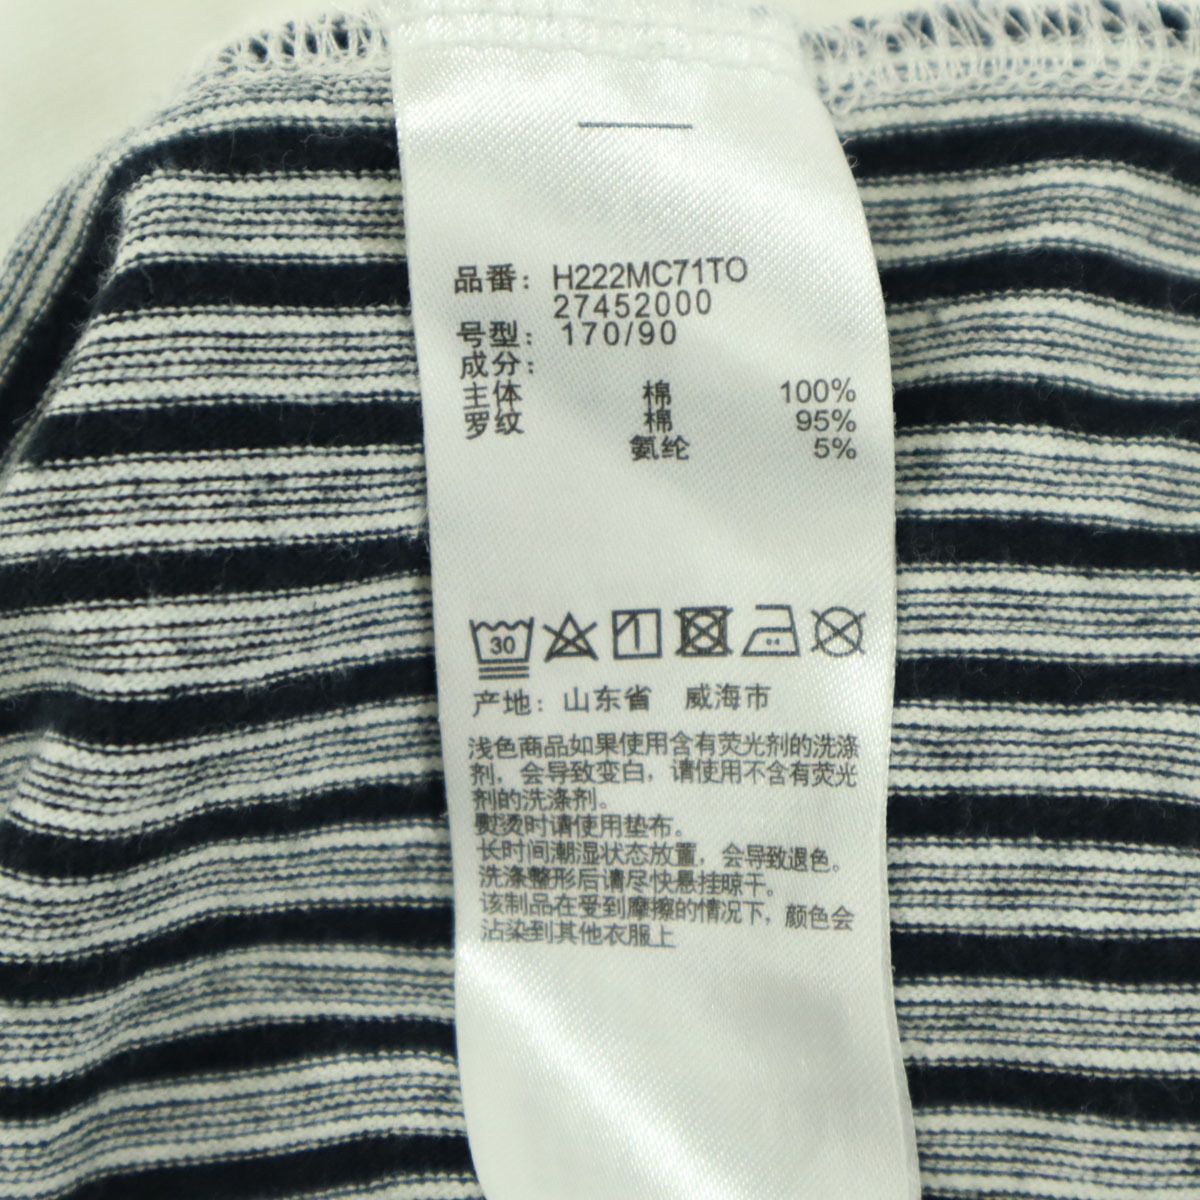 品番： H222MC71TO
27452000
号型： 170/90
成分：
主体 棉 100%
罗纹 棉 95%
氨纶 5%
30
产地： 山东省 威海市
浅色商品如果使用含有荧光剂的洗涤
剂，会导致变白，请使用不含有荧光
剂的洗涤剂。
熨烫时请使用垫布。
长时间潮湿状态放置，会导致退色。
洗涤整形后请尽快悬挂晾干。
该制品在受到摩擦的情况下，颜色会
沾染到其他衣服上